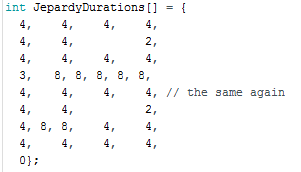 int JepardyDurations[] = {
4, 4, 4, 4,
4, 4, 2,
4, 4, 4, 4,
3, 8, 8, 8, 8, 8,
4, 4, 4, 4, // the same again
4, 4, 2,
4, 8, 8, 4, 4,
4, 4, 4, 4,
0};